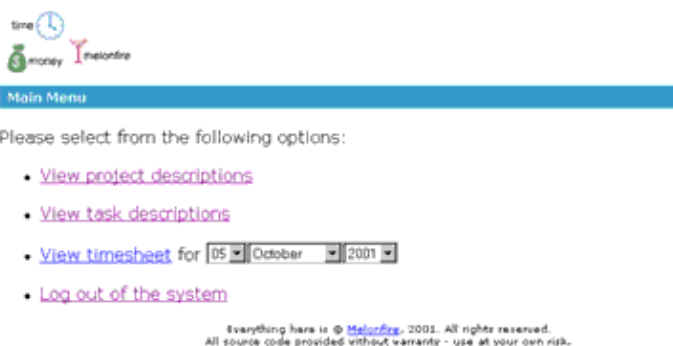 time
$
money
melonfire
Main Menu
Please select from the following options:
• View project descriptions
• View task descriptions
• View timesheet for 05 October 2001
• Log out of the system
Everything here is © Melonfire, 2001. All rights reserved.
All source code provided without warranty - use at your own risk.